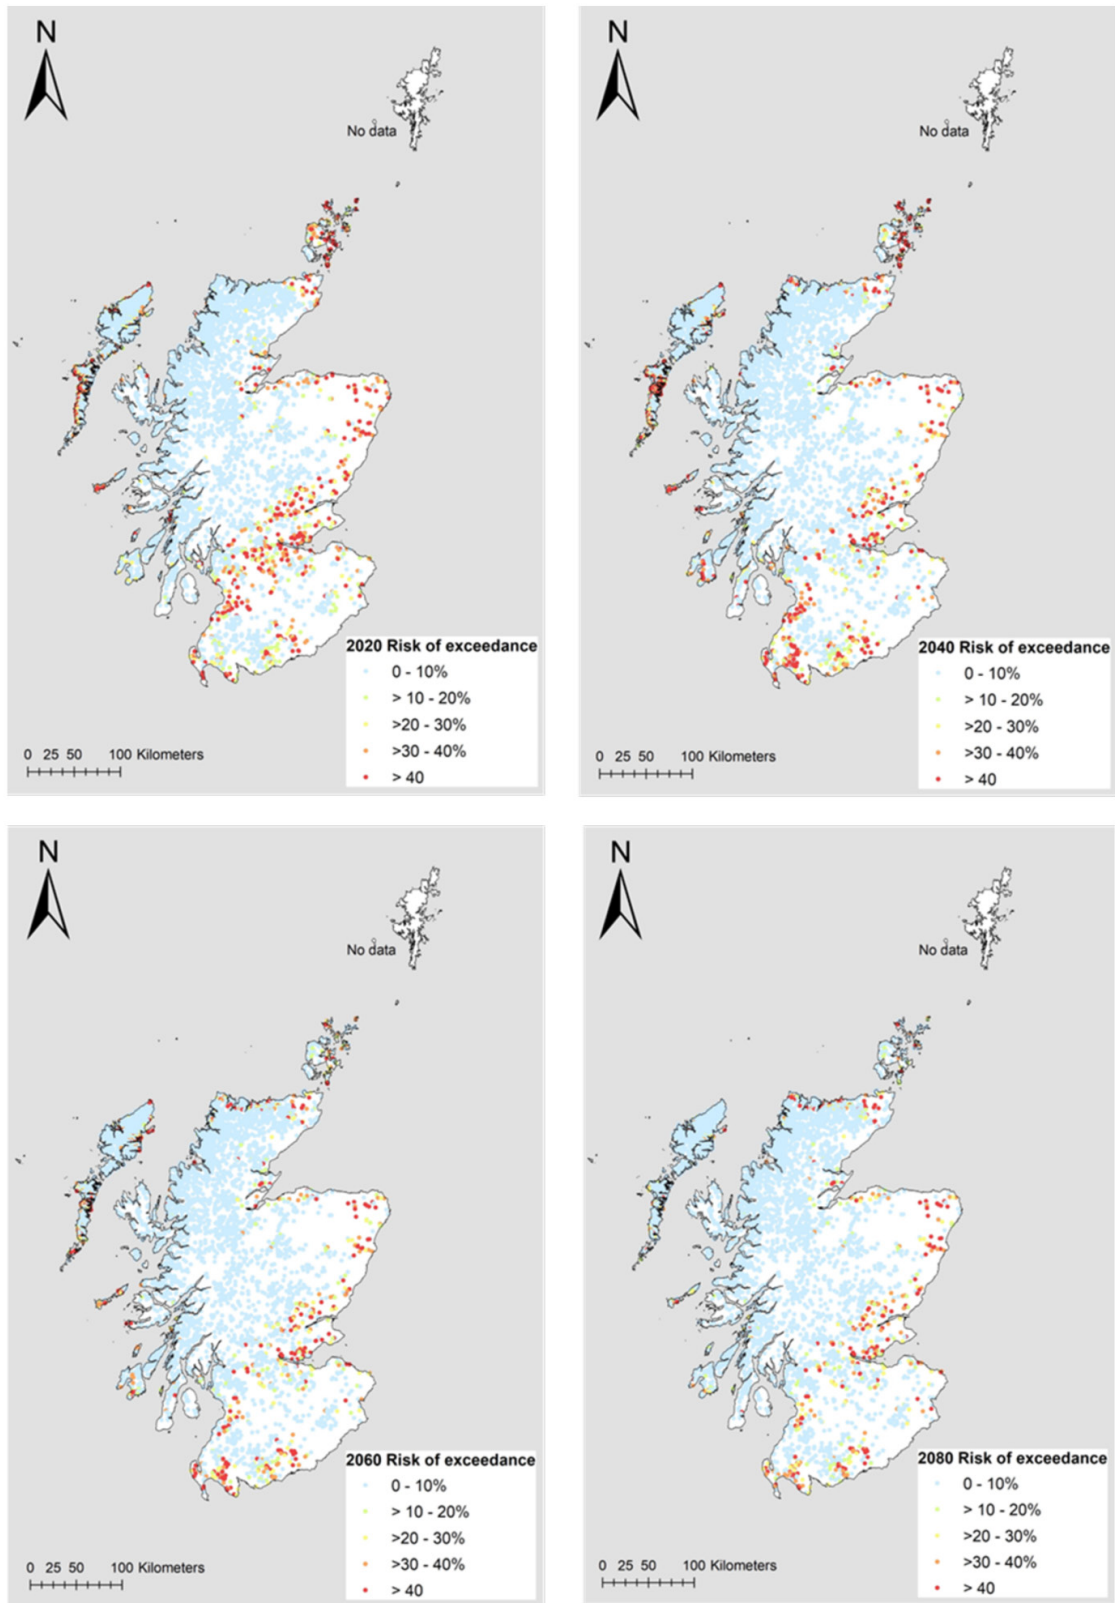 N
No data
2020 Risk of exceedance
0 - 10%
> 10 - 20%
>20 - 30%
>30 - 40%
> 40
0 25 50 100 Kilometers
N
No data
2040 Risk of exceedance
0 - 10%
> 10 - 20%
>20 - 30%
>30 - 40%
> 40
0 25 50 100 Kilometers
N
No data
2060 Risk of exceedance
0 - 10%
> 10 - 20%
>20 - 30%
>30 - 40%
> 40
0 25 50 100 Kilometers
N
No data
2080 Risk of exceedance
0 - 10%
> 10 - 20%
>20 - 30%
>30 - 40%
> 40
0 25 50 100 Kilometers